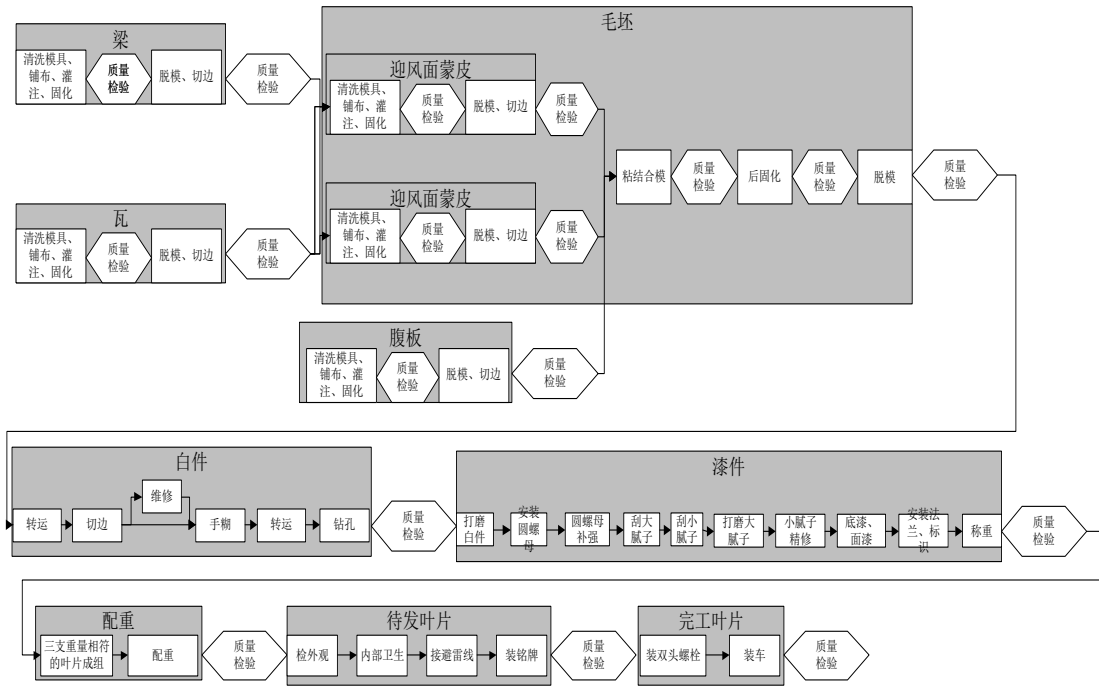 梁
清洗模具、
铺布、灌
注、固化
质量
检验
脱模、切边
质量
检验
瓦
清洗模具、
铺布、灌
注、固化
质量
检验
脱模、切边
质量
检验
毛坯
迎风面蒙皮
清洗模具、
铺布、灌
注、固化
质量
检验
脱模、切边
质量
检验
迎风面蒙皮
清洗模具、
铺布、灌
注、固化
质量
检验
脱模、切边
质量
检验
粘结合模
质量
检验
后固化
质量
检验
脱模
质量
检验
腹板
清洗模具、
铺布、灌
注、固化
质量
检验
脱模、切边
质量
检验
白件
转运
切边
维修
手糊
转运
钻孔
质量
检验
漆件
打磨
白件
安装
圆螺
母
圆螺母
补强
刮大
腻子
刮小
腻子
打磨大
腻子
小腻子
精修
底漆、
面漆
安装法
兰、标
识
称重
质量
检验
配重
三支重量相符
的叶片成组
配重
质量
检验
待发叶片
检外观
内部卫生
接避雷线
装铭牌
质量
检验
完工叶片
装双头螺栓
装车
质量
检验